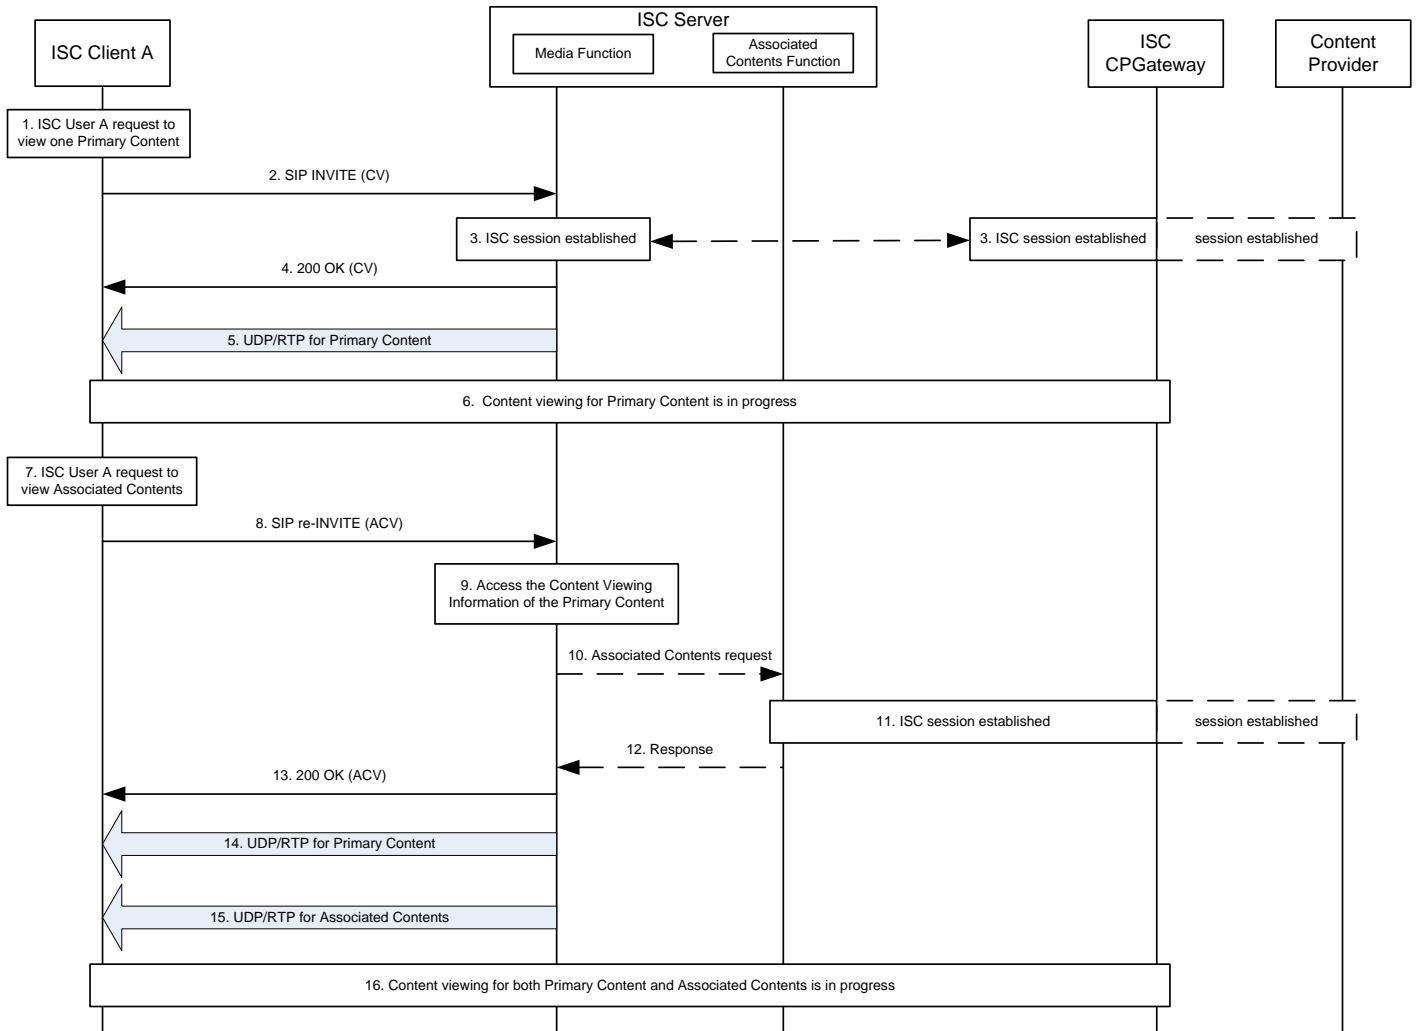 ISC Server
ISC Client A
Media Function
Associated
Contents Function
ISC
CPGateway
Content
Provider
1. ISC User A request to
view one Primary Content
2. SIP INVITE (CV)
3. ISC session established
3. ISC session established
session established
4. 200 OK (CV)
5. UDP/RTP for Primary Content
6. Content viewing for Primary Content is in progress
7. ISC User A request to
view Associated Contents
8. SIP re-INVITE (ACV)
9. Access the Content Viewing
Information of the Primary Content
10. Associated Contents request
11. ISC session established
session established
12. Response
13. 200 OK (ACV)
14. UDP/RTP for Primary Content
15. UDP/RTP for Associated Contents
16. Content viewing for both Primary Content and Associated Contents is in progress